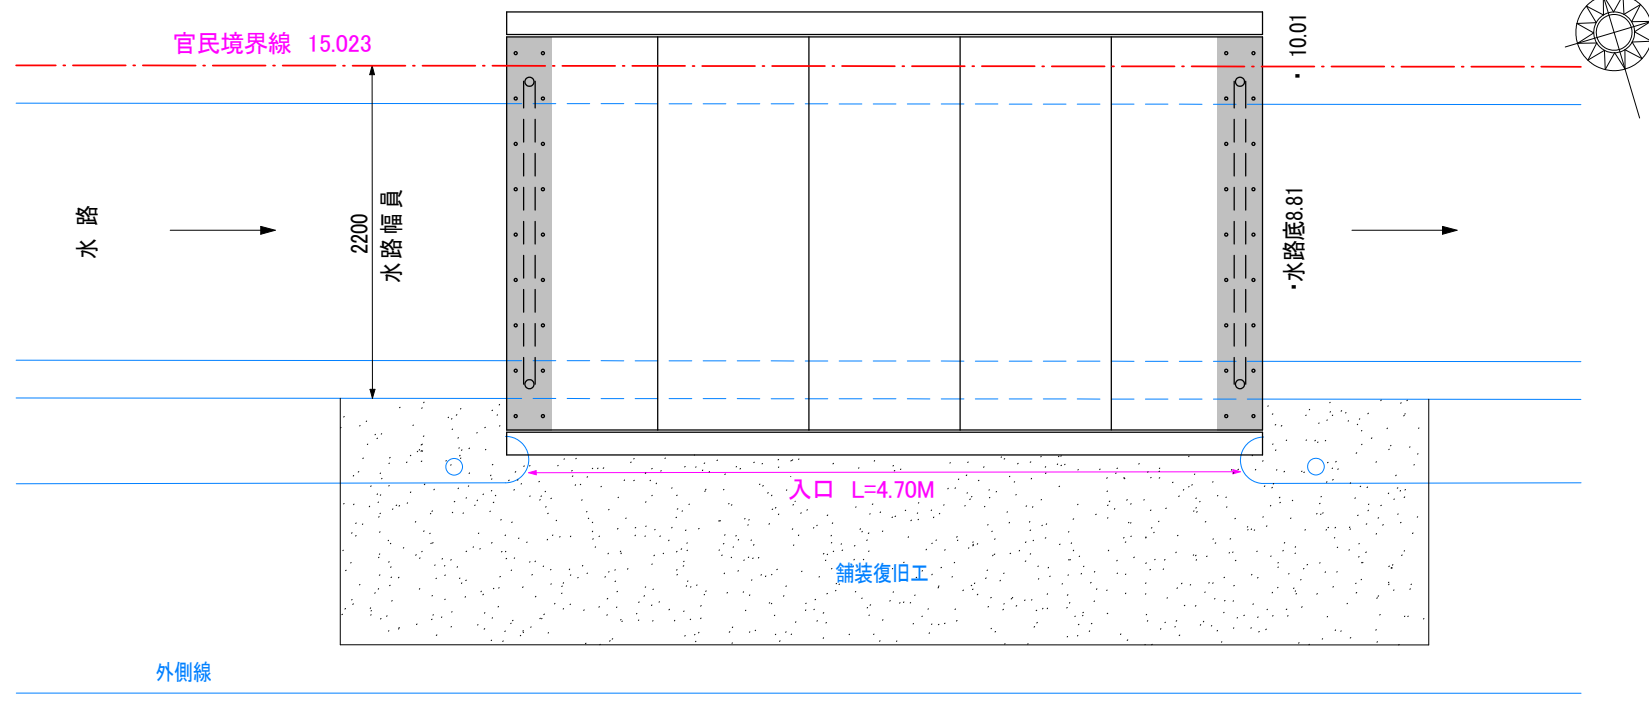 官民境界線 15.023
10.01
水路
2200
水路幅員
・水路底8.81
入口 L=4.70M
舗装復旧工
外側線